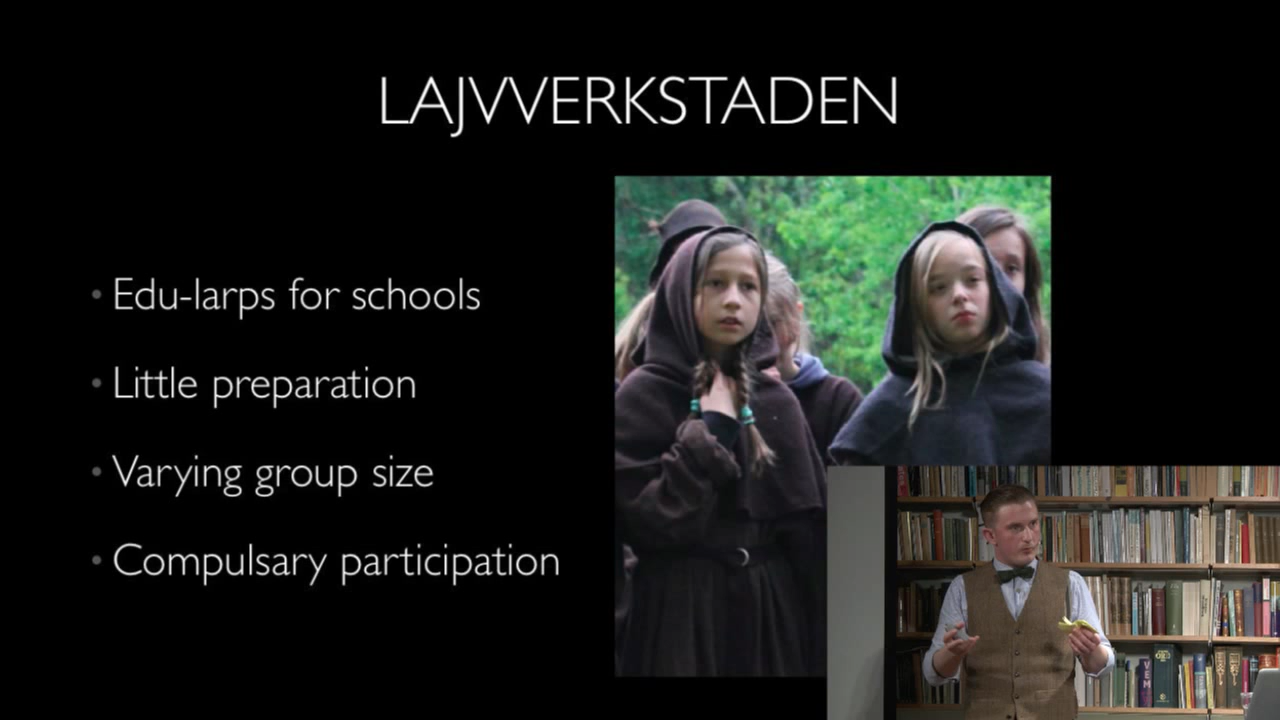 LAJVVERKSTADEN
• Edu-larps for schools
• Little preparation
• Varying group size
• Compulsary participation